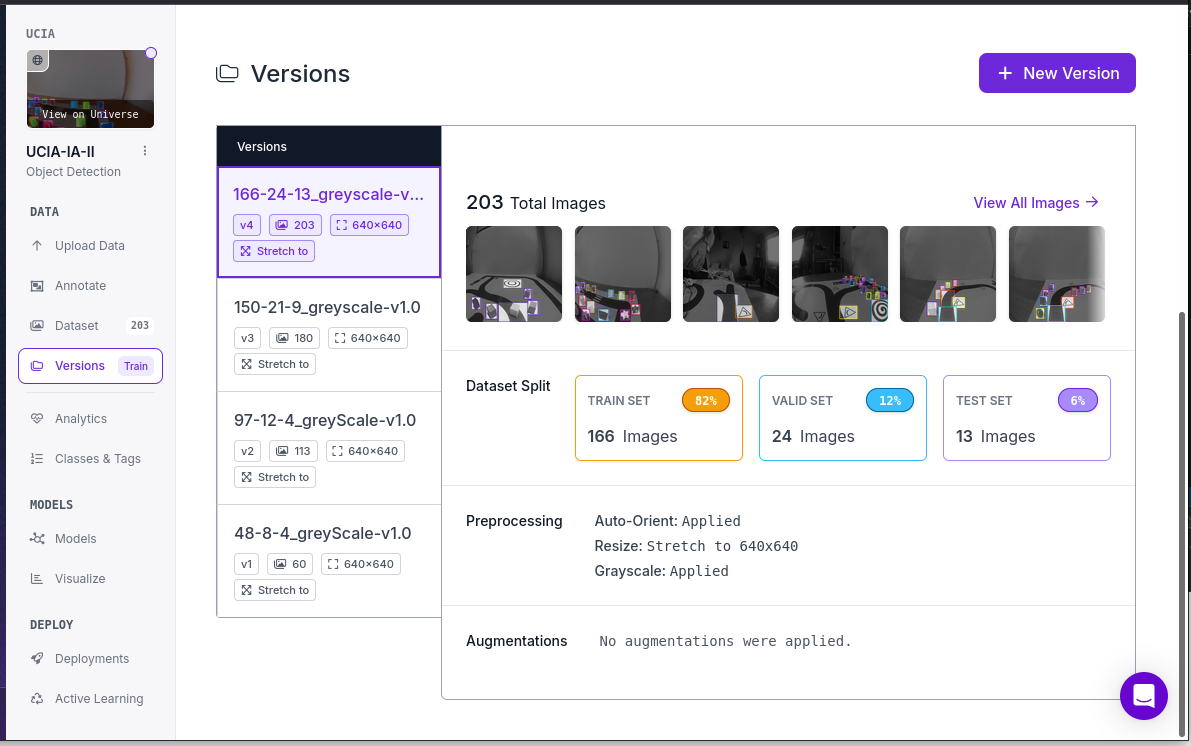 UCIA
View on Universe
UCIA-IA-II
Object Detection
DATA
Upload Data
Annotate
Dataset 203
Versions Train
Analytics
Classes & Tags
MODELS
Models
Visualize
DEPLOY
Deployments
Active Learning
Versions
New Version
Versions
166-24-13_greyscale-v...
v4 203 640×640
Stretch to
150-21-9_greyscale-v1.0
v3 180 640×640
Stretch to
97-12-4_greyScale-v1.0
v2 113 640×640
Stretch to
48-8-4_greyScale-v1.0
v1 60 640×640
Stretch to
203 Total Images
View All Images
Dataset Split
TRAIN SET 82%
166 Images
VALID SET 12%
24 Images
TEST SET 6%
13 Images
Preprocessing
Auto-Orient: Applied
Resize: Stretch to 640x640
Grayscale: Applied
Augmentations
No augmentations were applied.